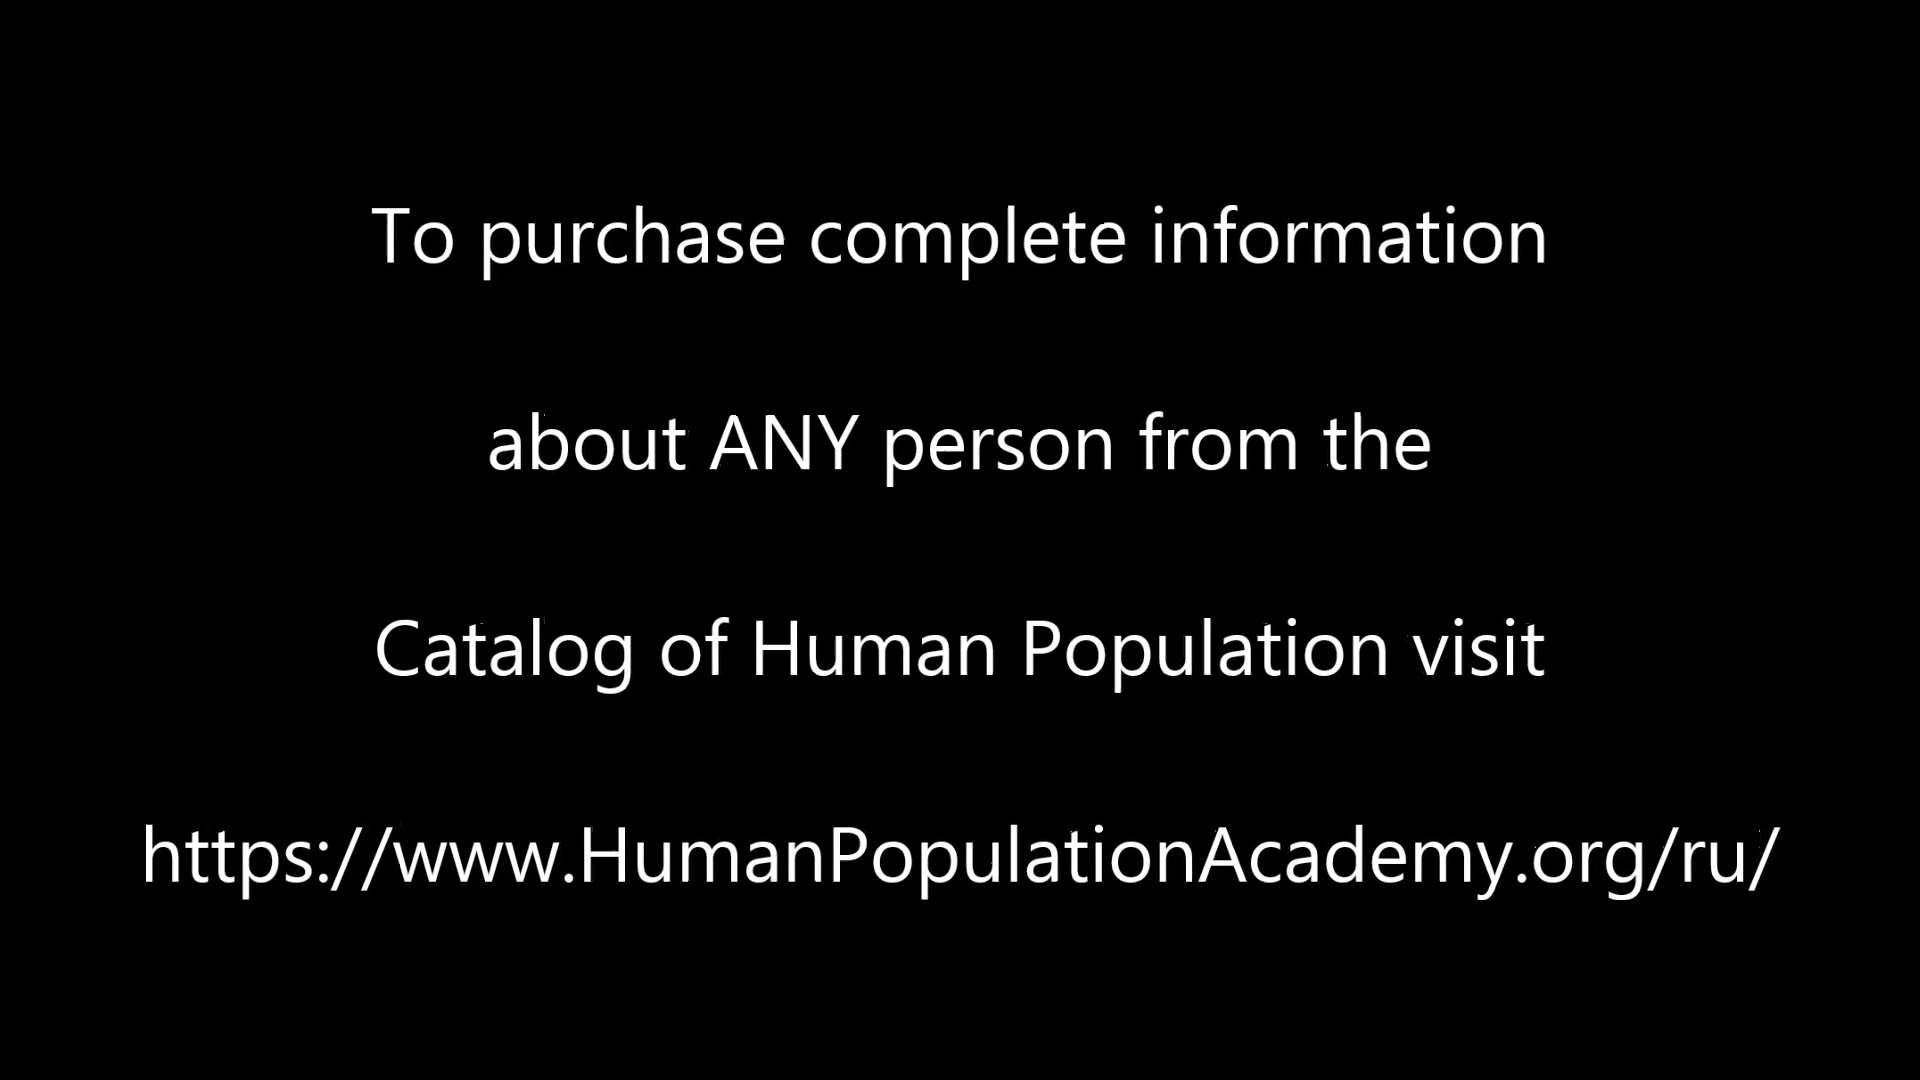 To purchase complete information
about ANY person from the
Catalog of Human Population visit
https://www.HumanPopulationAcademy.org/ru/